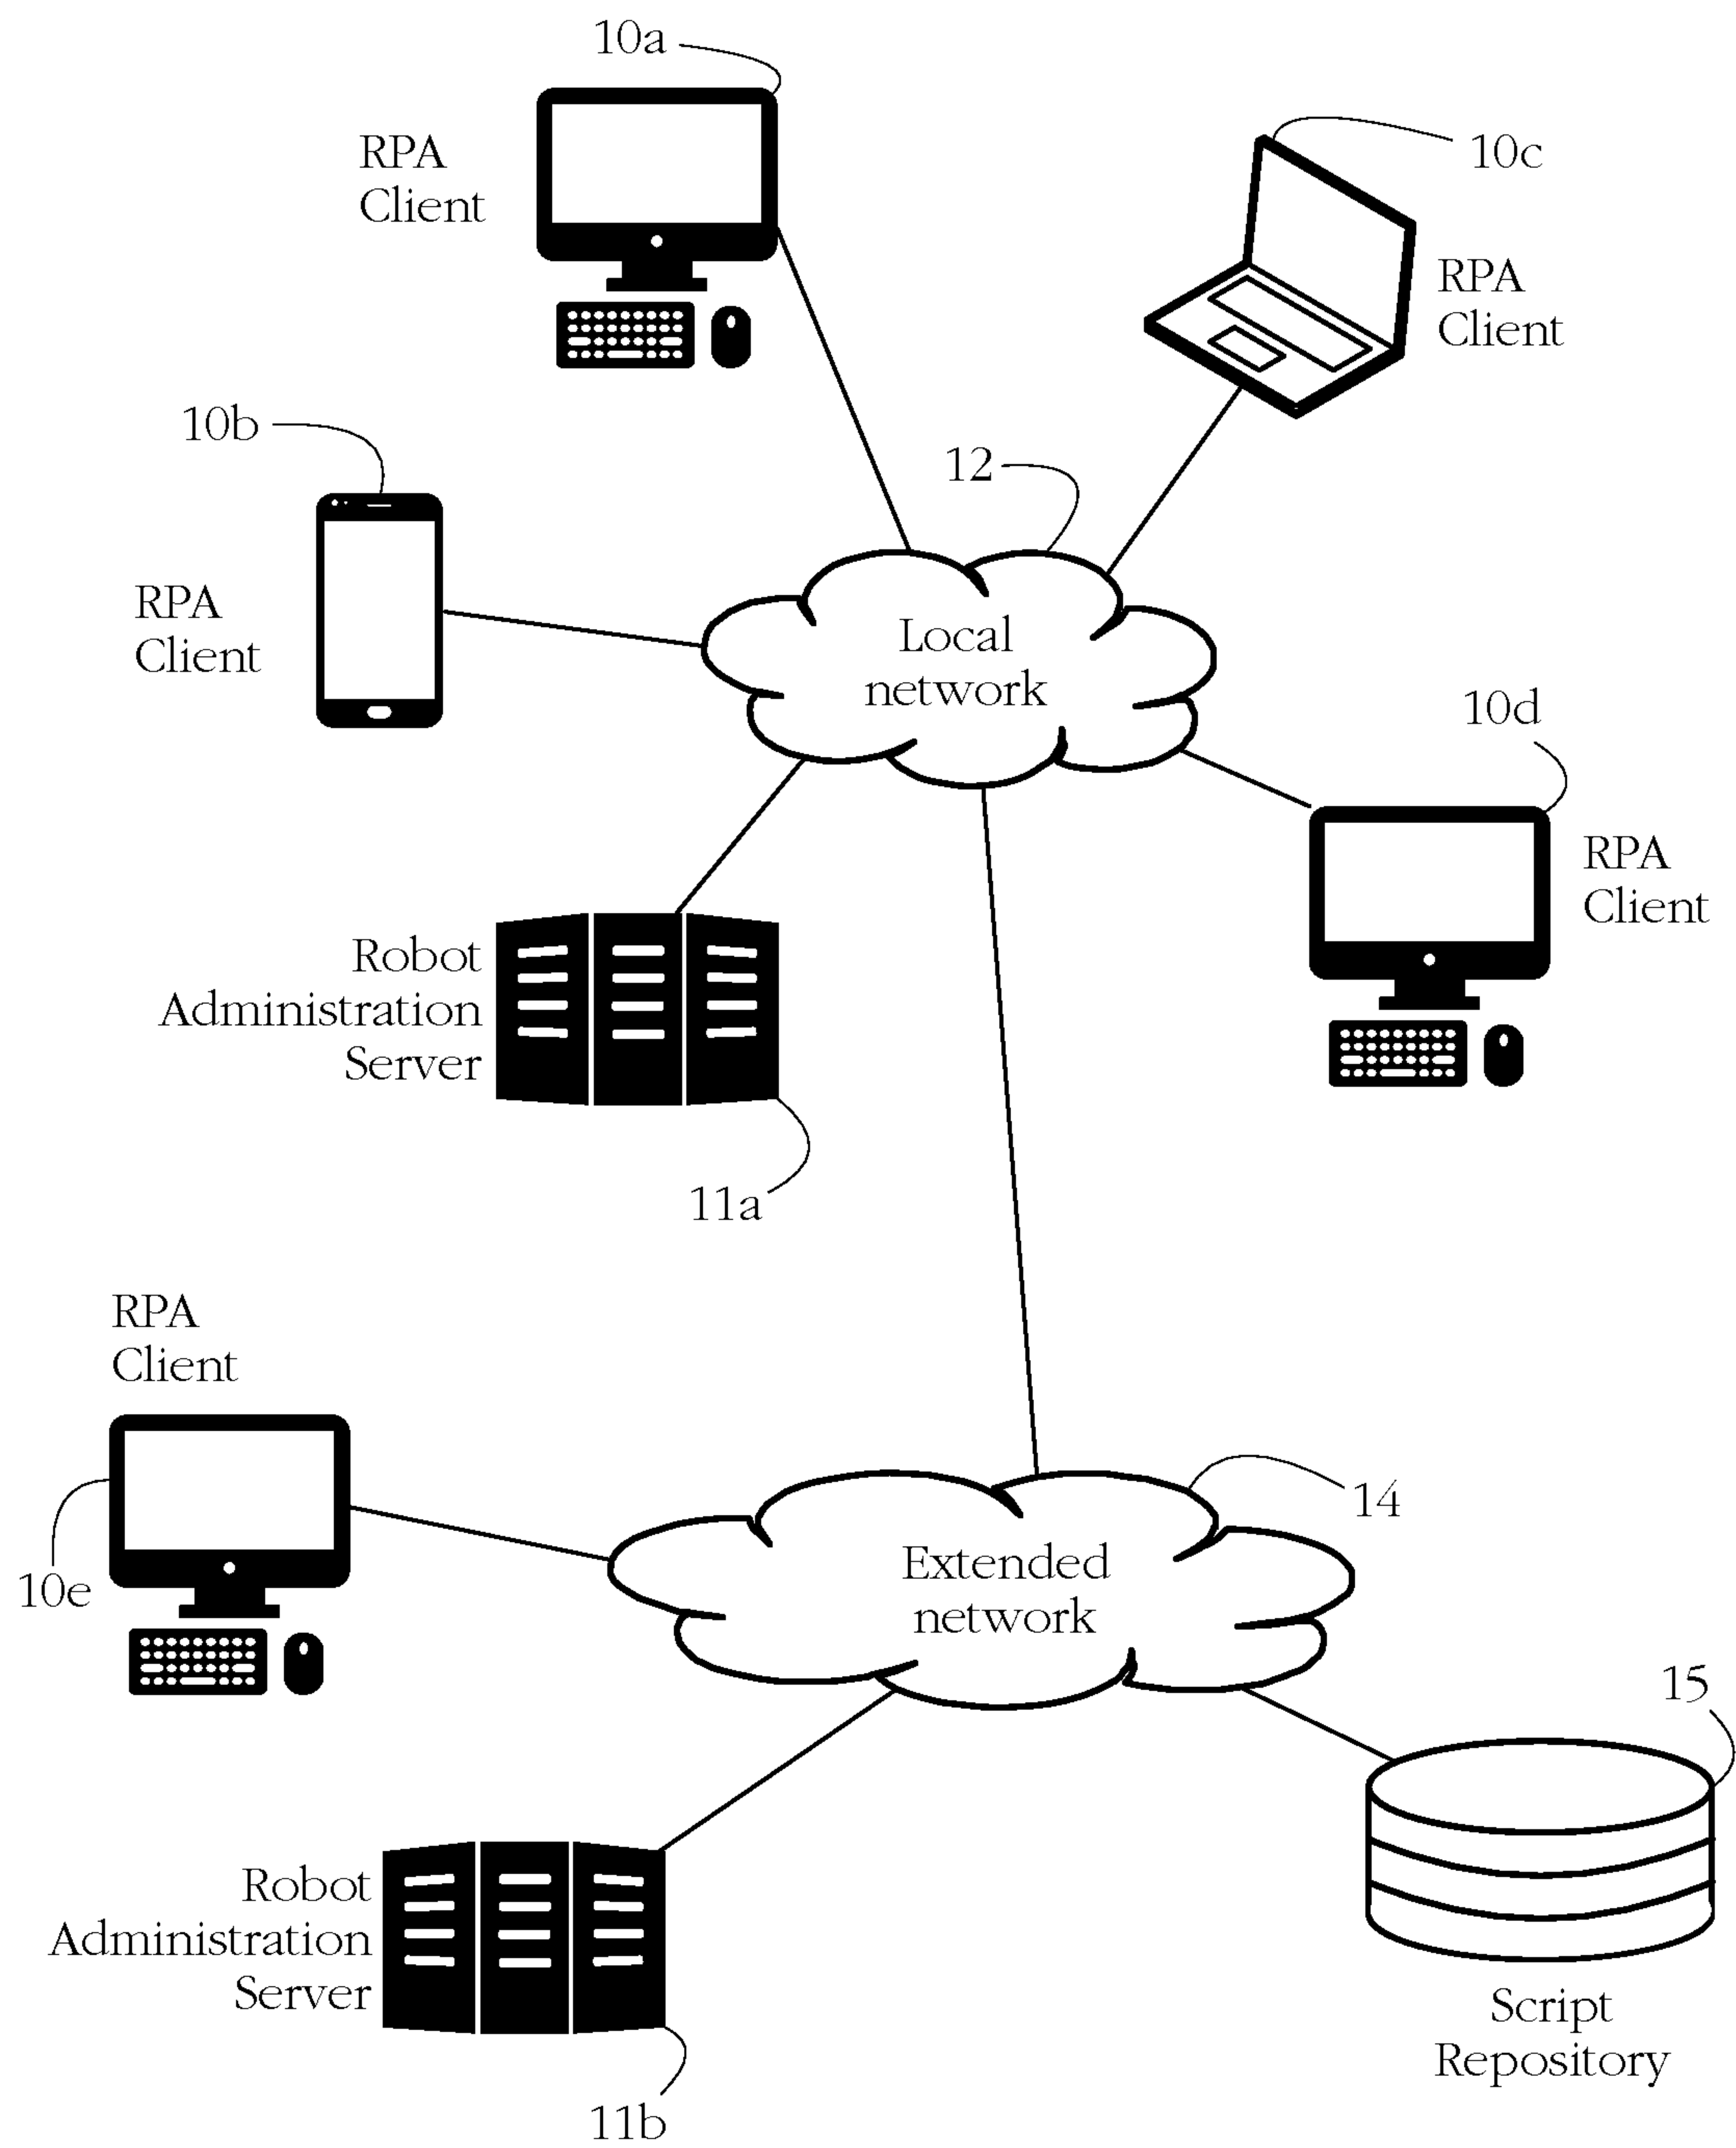 10a
RPA
Client
10c
RPA
Client
10b
12
RPA
Client
Local
network
10d
RPA
Client
Robot
Administration
Server
11a
RPA
Client
14
Extended
network
10e
15
Robot
Administration
Server
Script
Repository
11b